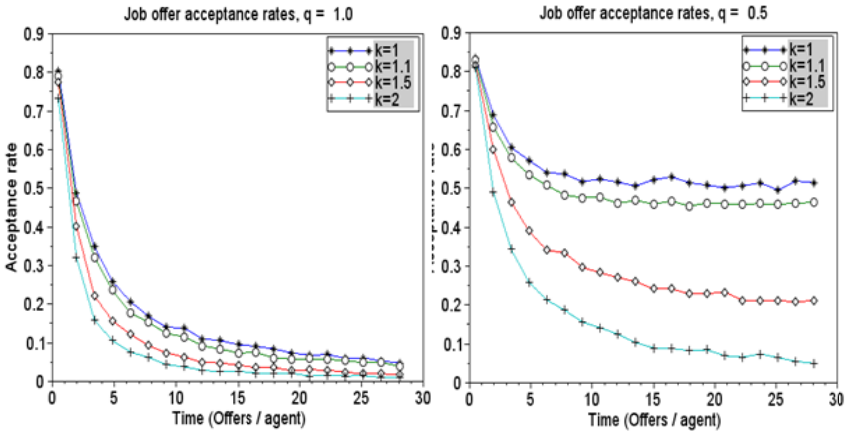 Job offer acceptance rates, q = 1.0
Acceptance rate
0.9
0.8
0.7
0.6
0.5
0.4
0.3
0.2
0.1
0
0 5 10 15 20 25 30
Time (Offers / agent)
k=1
k=1.1
k=1.5
k=2
Job offer acceptance rates, q = 0.5
0.9
0.8
0.7
0.6
0.5
0.4
0.3
0.2
0.1
0
0 5 10 15 20 25 30
Time (Offers / agent)
k=1
k=1.1
k=1.5
k=2